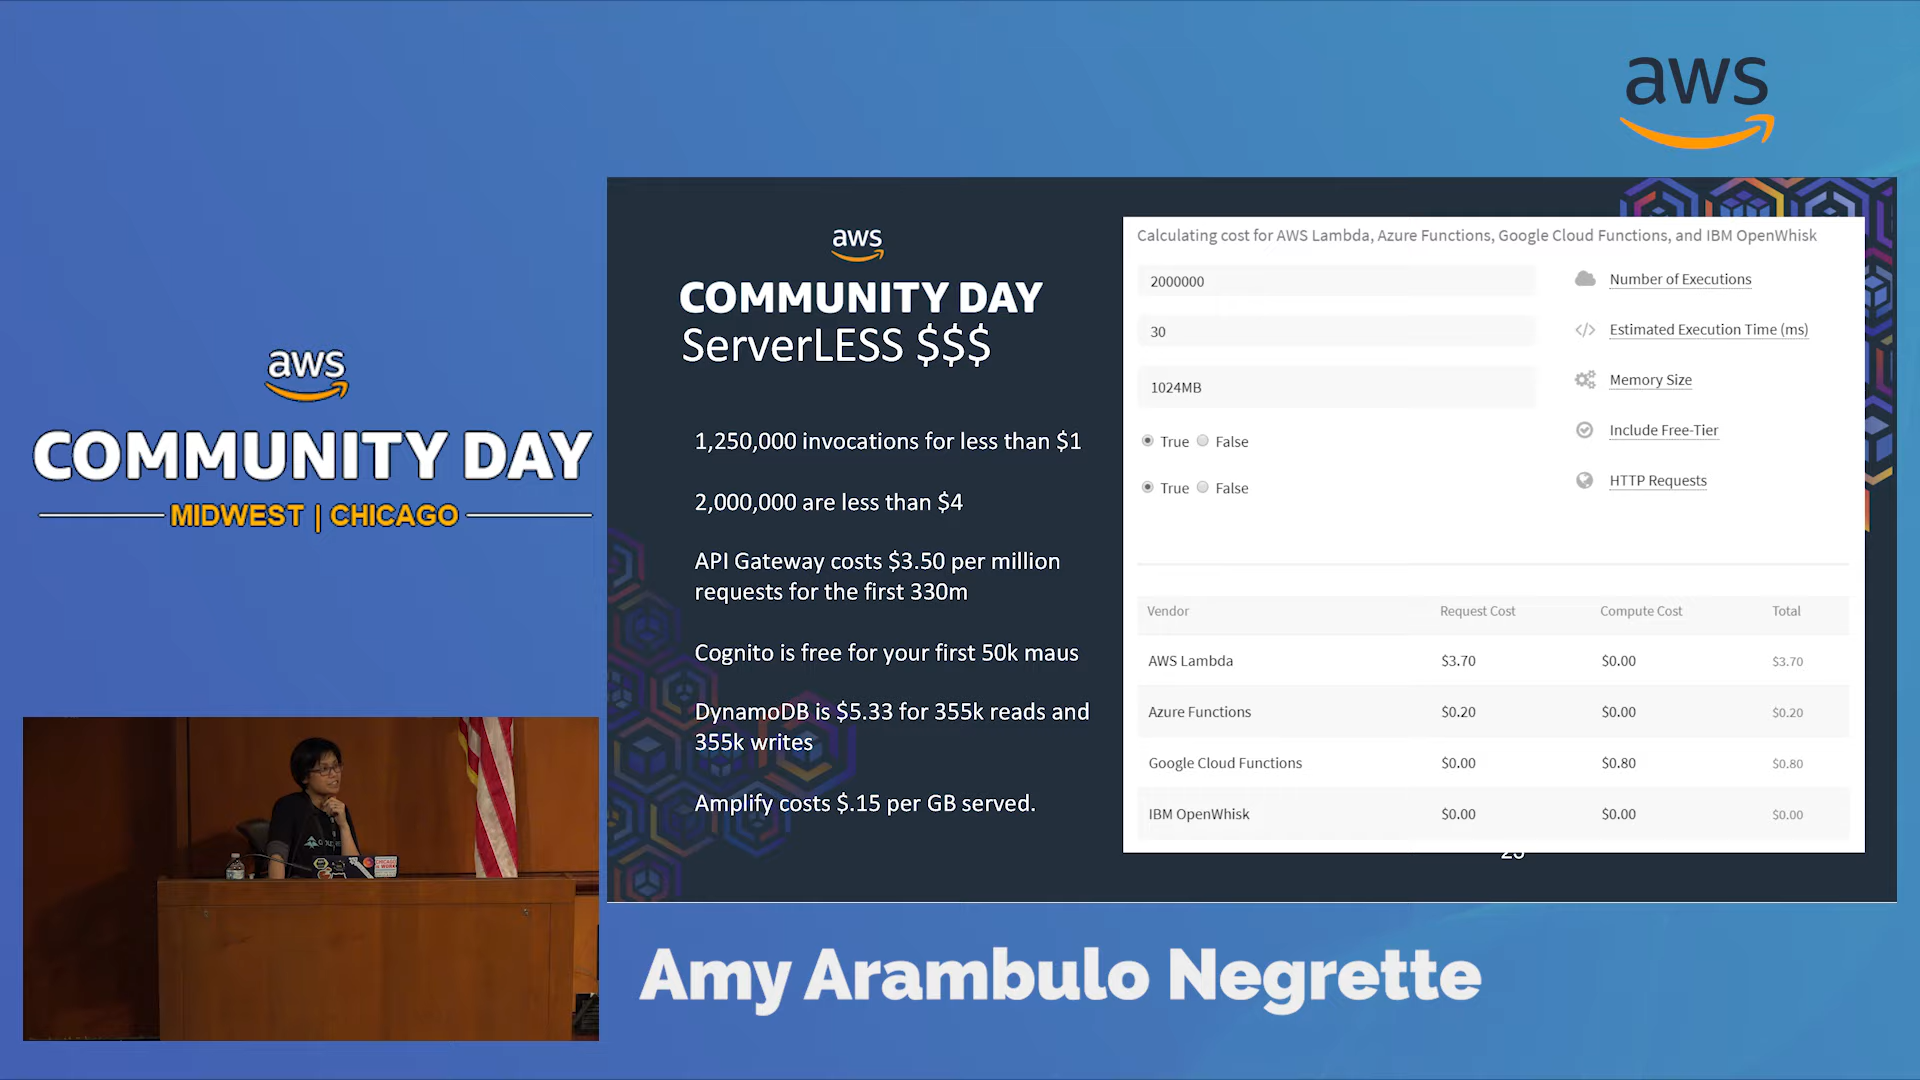 aws
aws
COMMUNITY DAY
MIDWEST | CHICAGO
aws
COMMUNITY DAY
ServerLESS $$$
1,250,000 invocations for less than $1
2,000,000 are less than $4
API Gateway costs $3.50 per million
requests for the first 330m
Cognito is free for your first 50k maus
DynamoDB is $5.33 for 355k reads and
355k writes
Amplify costs $.15 per GB served.
Calculating cost for AWS Lambda, Azure Functions, Google Cloud Functions, and IBM OpenWhisk
2000000 Number of Executions
30 Estimated Execution Time (ms)
1024MB Memory Size
True False Include Free-Tier
True False HTTP Requests
Vendor Request Cost Compute Cost Total
AWS Lambda $3.70 $0.00 $3.70
Azure Functions $0.20 $0.00 $0.20
Google Cloud Functions $0.00 $0.80 $0.80
IBM OpenWhisk $0.00 $0.00 $0.00
Amy Arambulo Negrette